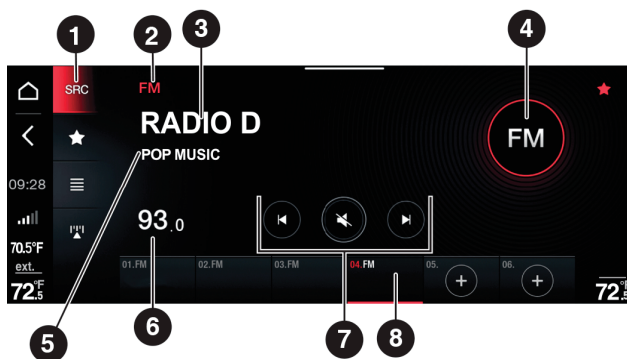 1
2
3
4
SRC
FM
RADIO D
POP MUSIC
FM
09:28
93.0
70.5°F
ext.
72.5°F
01.FM
02.FM
03.FM
04.FM
05.
06.
72.5°F
5
6
7
8